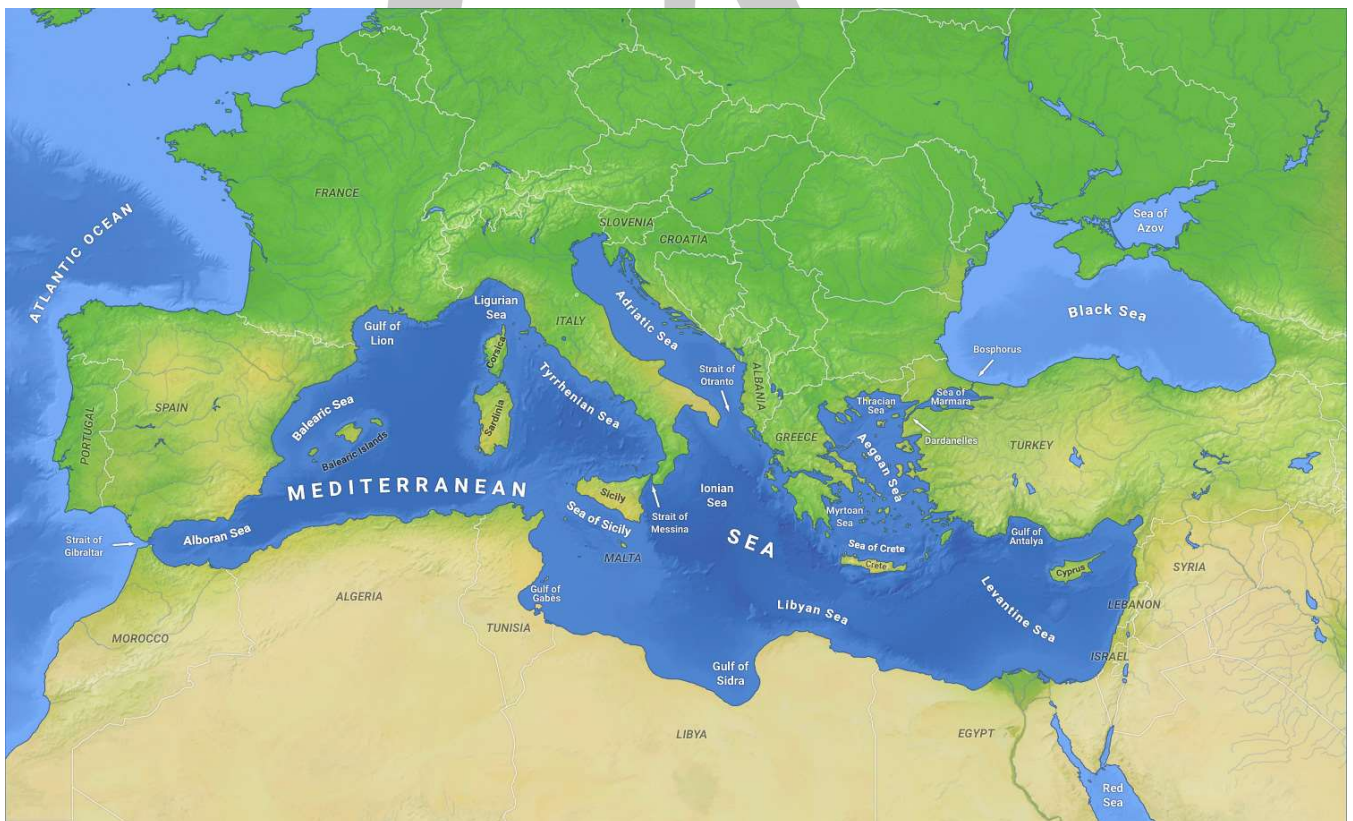 FRANCE
ATLANTIC OCEAN
SLOVENIA
CROATIA
Sea of
Azov
Ligurian
Sea
Gulf of
Lion
ITALY
Adriatic Sea
Black Sea
Corsica
Bosphorus
Strait of
Otranto
ALBANIA
Tyrrhenian Sea
SPAIN
PORTUGAL
Balearic Sea
Balearic Islands
Sardinia
Thracian
Sea
Sea of
Marmara
Dardanelles
GREECE
Aegean Sea
TURKEY
MEDITERRANEAN
SEA
Sicily
Ionian
Sea
Strait of
Messina
Sea of Sicily
MALTA
Myrtoan
Sea
Sea of Crete
Crete
Gulf of
Antalya
Cyprus
SYRIA
LEBANON
ISRAEL
Strait of
Gibraltar
Alboran Sea
MOROCCO
ALGERIA
TUNISIA
Gulf of
Gabès
Libyan Sea
Levantine Sea
Gulf of
Sidra
LIBYA
EGYPT
Red
Sea